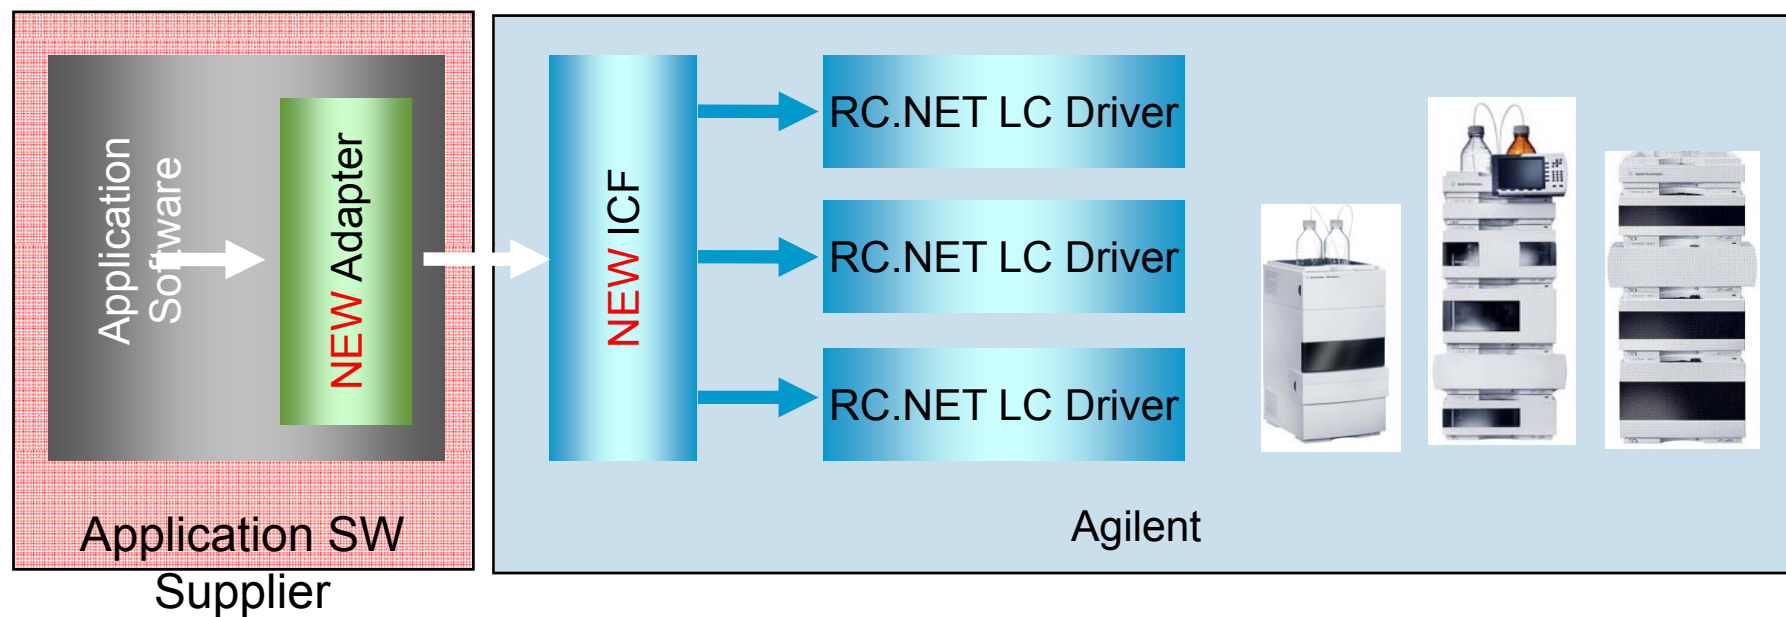 Application
Software
NEW Adapter
Application SW
Supplier
NEW ICF
RC.NET LC Driver
RC.NET LC Driver
RC.NET LC Driver
Agilent